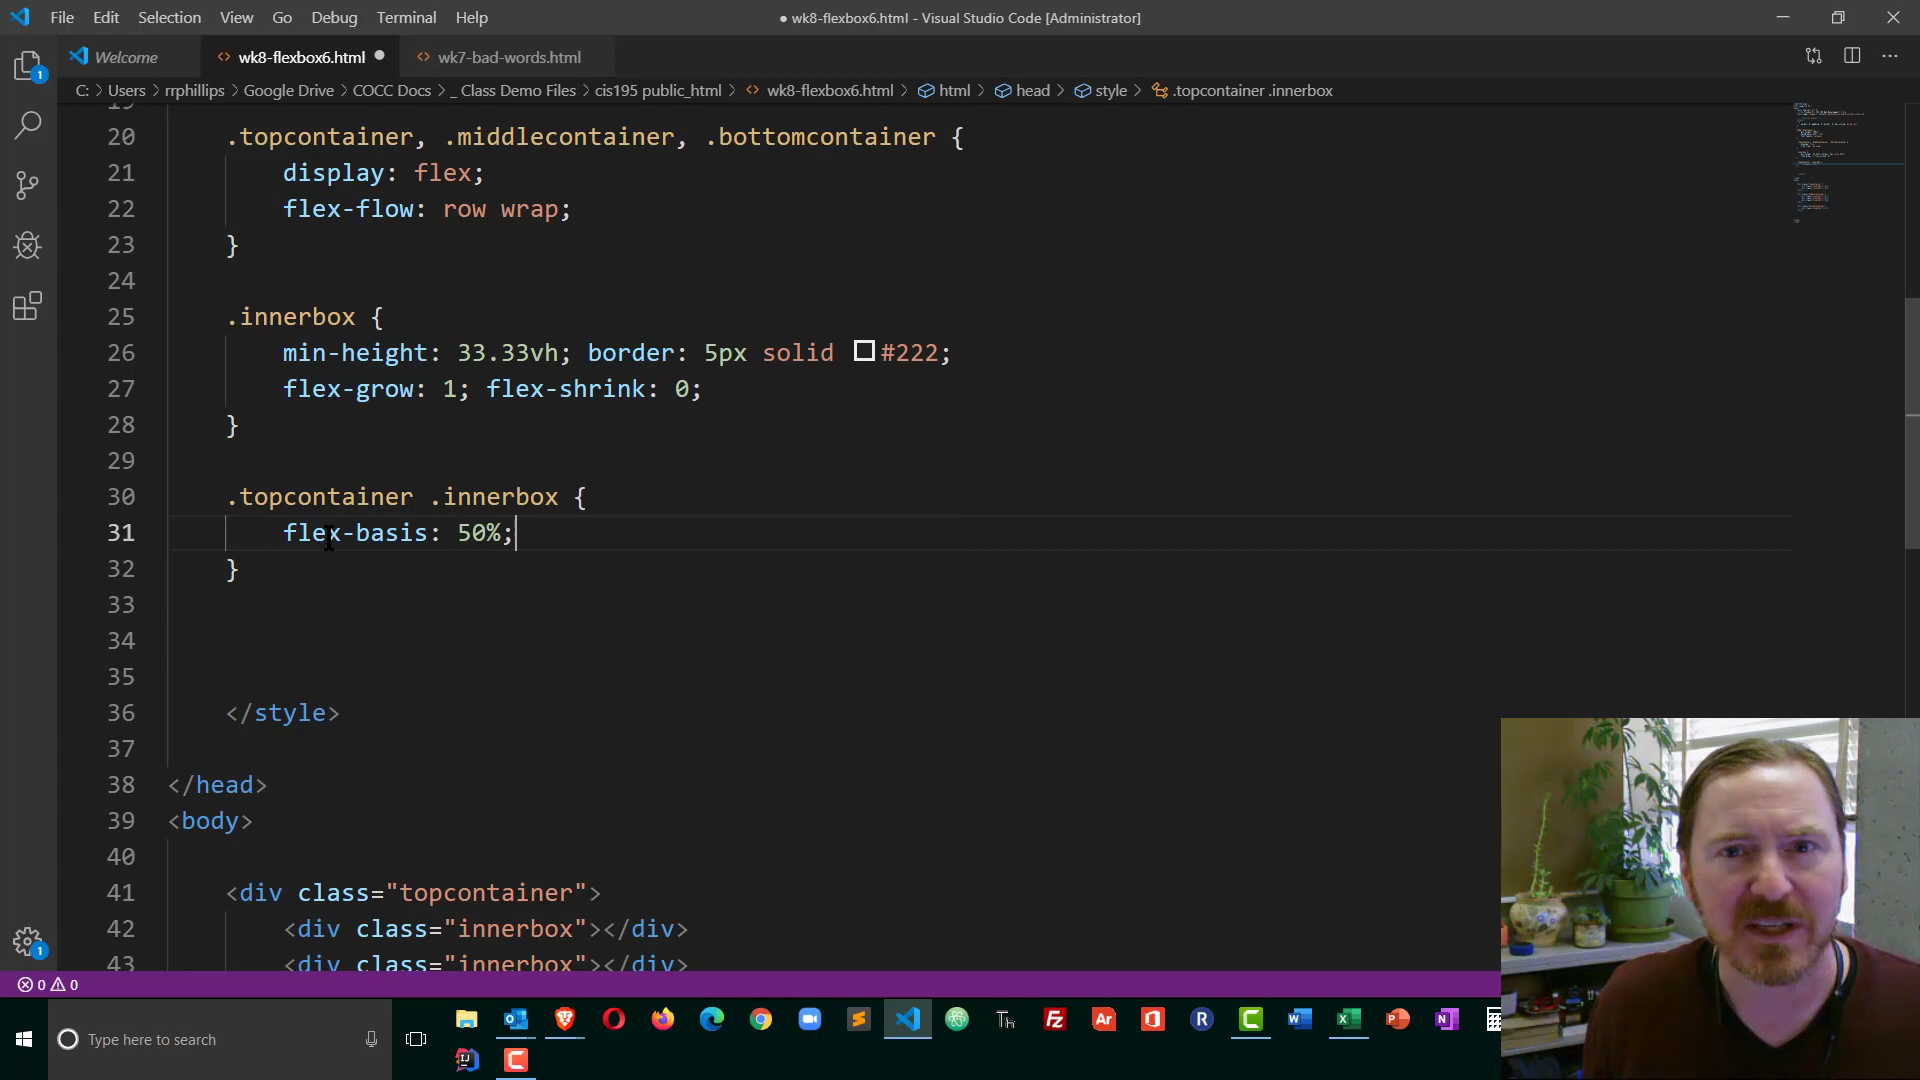 File Edit Selection View Go Debug Terminal Help
● wk8-flexbox6.html - Visual Studio Code [Administrator]
Welcome
wk8-flexbox6.html
wk7-bad-words.html
C: > Users > rrphillips > Google Drive > COCC Docs > _ Class Demo Files > cis195 public_html > wk8-flexbox6.html > html > head > style > .topcontainer .innerbox
19
20 .topcontainer, .middlecontainer, .bottomcontainer {
21 display: flex;
22 flex-flow: row wrap;
23 }
24
25 .innerbox {
26 min-height: 33.33vh; border: 5px solid #222;
27 flex-grow: 1; flex-shrink: 0;
28 }
29
30 .topcontainer .innerbox {
31 flex-basis: 50%;
32 }
33
34
35
36 </style>
37
38 </head>
39 <body>
40
41 <div class="topcontainer">
42 <div class="innerbox"></div>
43 <div class="innerbox"></div>
1
1
0 0
Type here to search